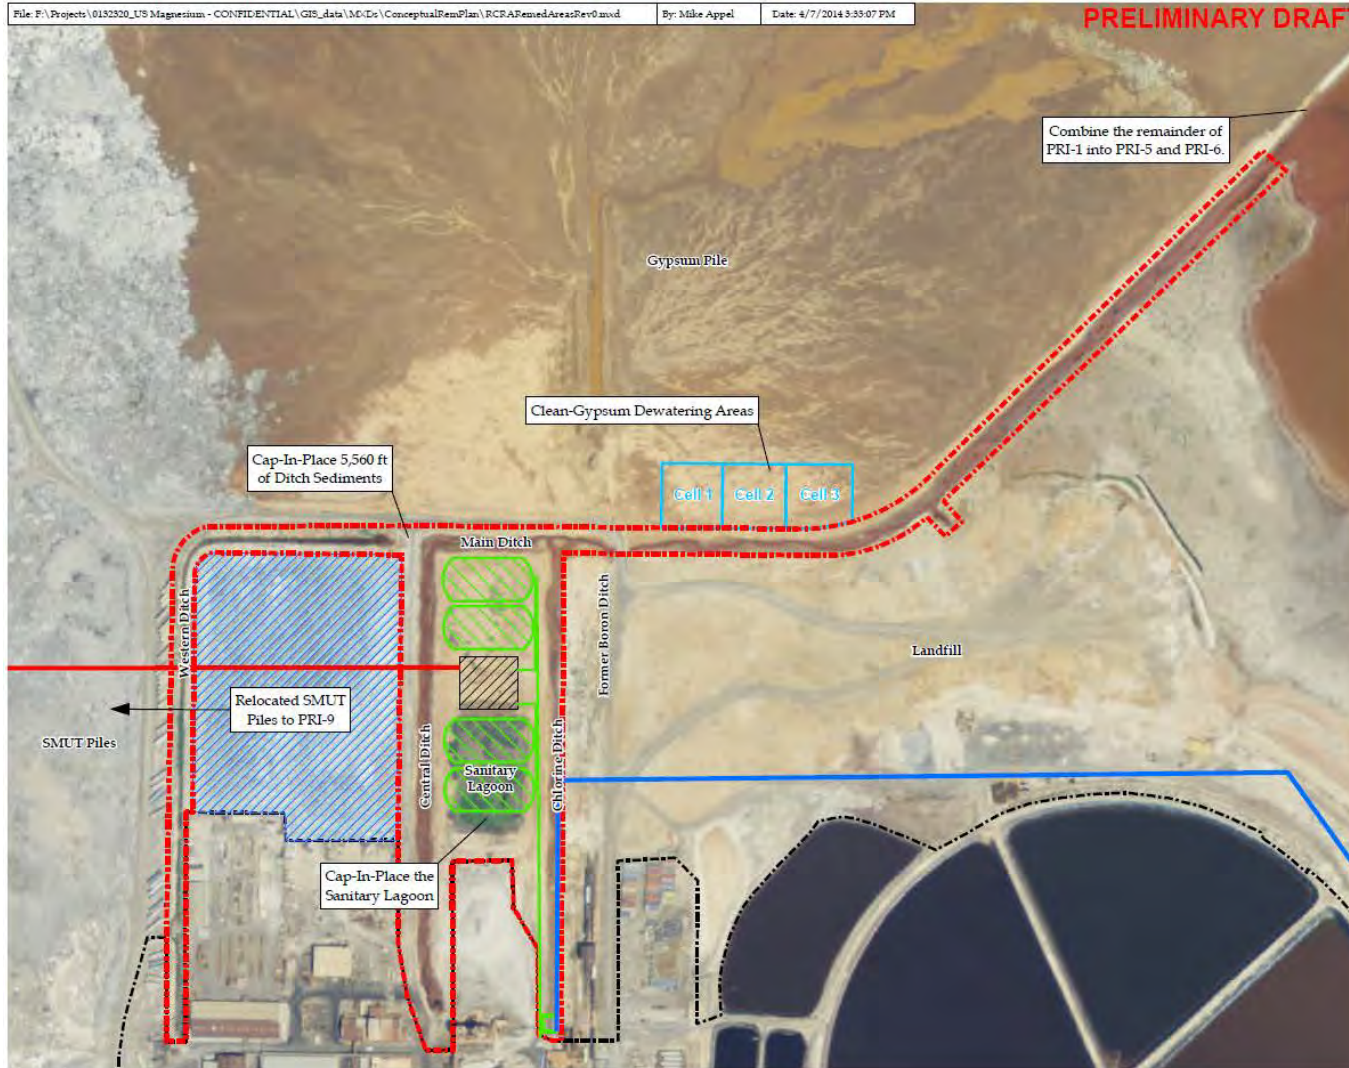 File: F:\Projects\0132320_US Magnesium - CONFIDENTIAL\GIS_data\MXDs\ConceptualRemPlan\RCRARemedAreasRev0.mxd
By: Mike Appel
Date: 4/7/2014 3:33:07 PM
PRELIMINARY DRAFT
Combine the remainder of
PRI-1 into PRI-5 and PRI-6.
Gypsum Pile
Clean-Gypsum Dewatering Areas
Cap-In-Place 5,560 ft
of Ditch Sediments
Cell 1
Cell 2
Cell 3
Main Ditch
Western Ditch
Former Boron Ditch
Landfill
Relocated SMUT
Piles to PRI-9
SMUT Piles
Central Ditch
Sanitary
Lagoon
Chlorine Ditch
Cap-In-Place the
Sanitary Lagoon